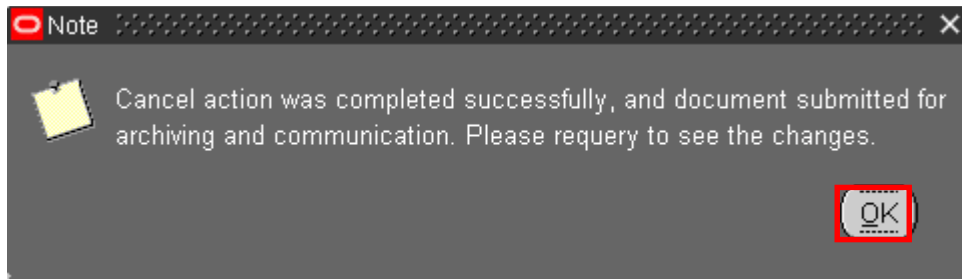 Note
Cancel action was completed successfully, and document submitted for
archiving and communication. Please requery to see the changes.
OK